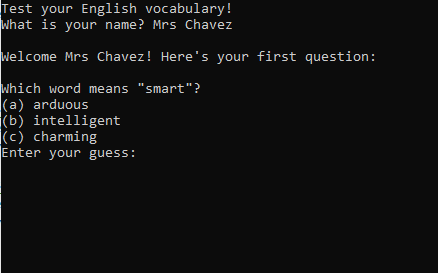 Test your English vocabulary!
What is your name? Mrs Chavez
Welcome Mrs Chavez! Here's your first question:
Which word means "smart"?
(a) arduous
(b) intelligent
(c) charming
Enter your guess: